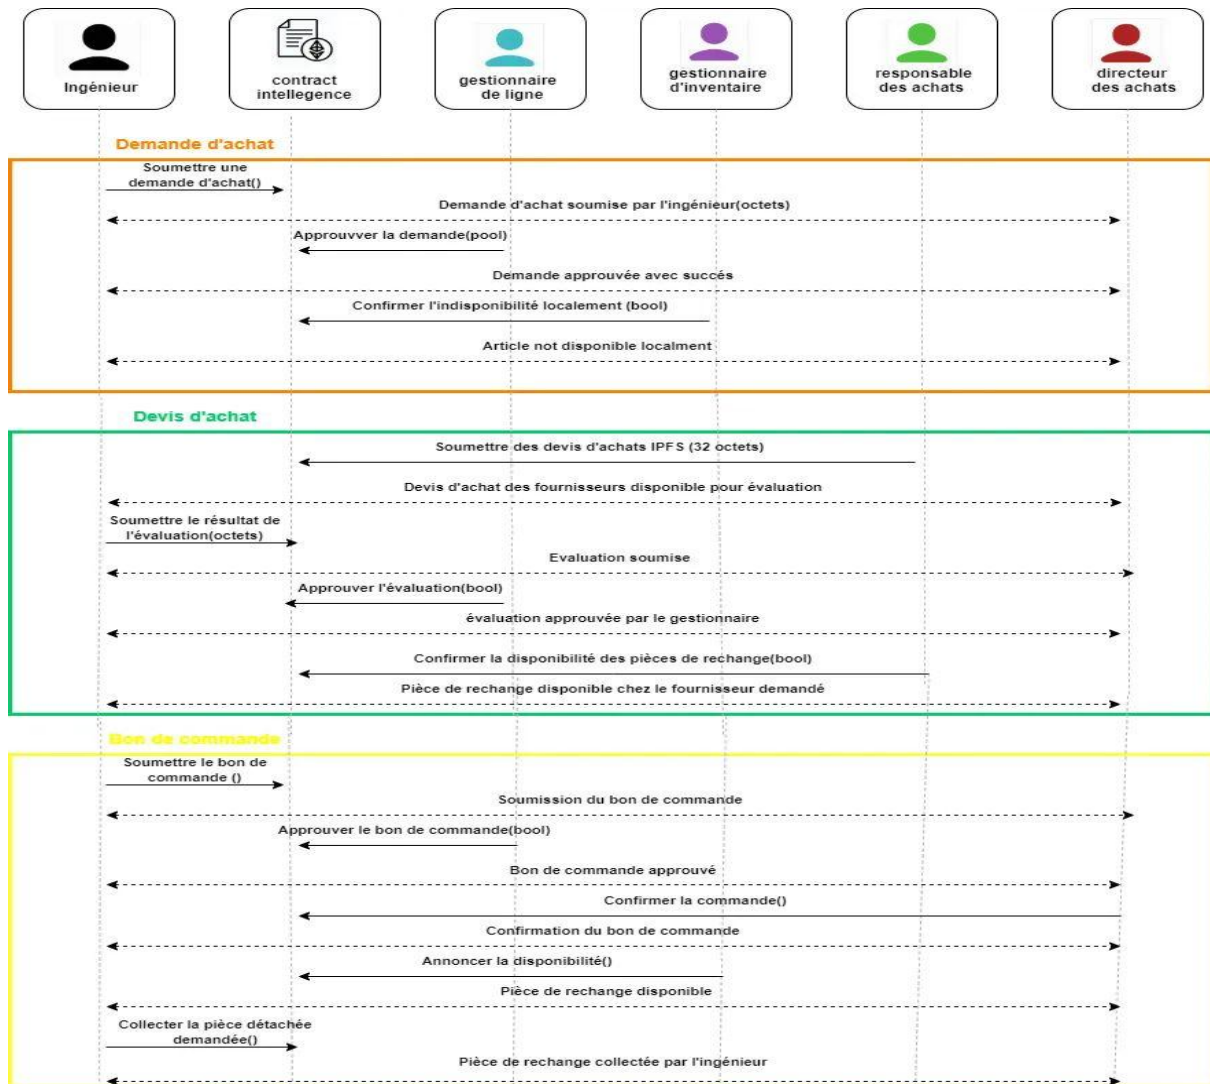 Ingénieur
contract
intellegence
gestionnaire
de ligne
gestionnaire
d'inventaire
responsable
des achats
directeur
des achats
Demande d'achat
Soumettre une
demande d'achat()
Demande d'achat soumise par l'ingénieur(octets)
Approuvver la demande(pool)
Demande approuvée avec succés
Confirmer l'indisponibilité localement (bool)
Article not disponible localment
Devis d'achat
Soumettre des devis d'achats IPFS (32 octets)
Devis d'achat des fournisseurs disponible pour évaluation
Soumettre le résultat de
l'évaluation(octets)
Evaluation soumise
Approuver l'évaluation(bool)
évaluation approuvée par le gestionnaire
Confirmer la disponibilité des pièces de rechange(bool)
Pièce de rechange disponible chez le fournisseur demandé
Bon de commande
Soumettre le bon de
commande ()
Soumission du bon de commande
Approuver le bon de commande(bool)
Bon de commande approuvé
Confirmer la commande()
Confirmation du bon de commande
Annoncer la disponibilité()
Pièce de rechange disponible
Collecter la pièce détachée
demandée()
Pièce de rechange collectée par l'ingénieur